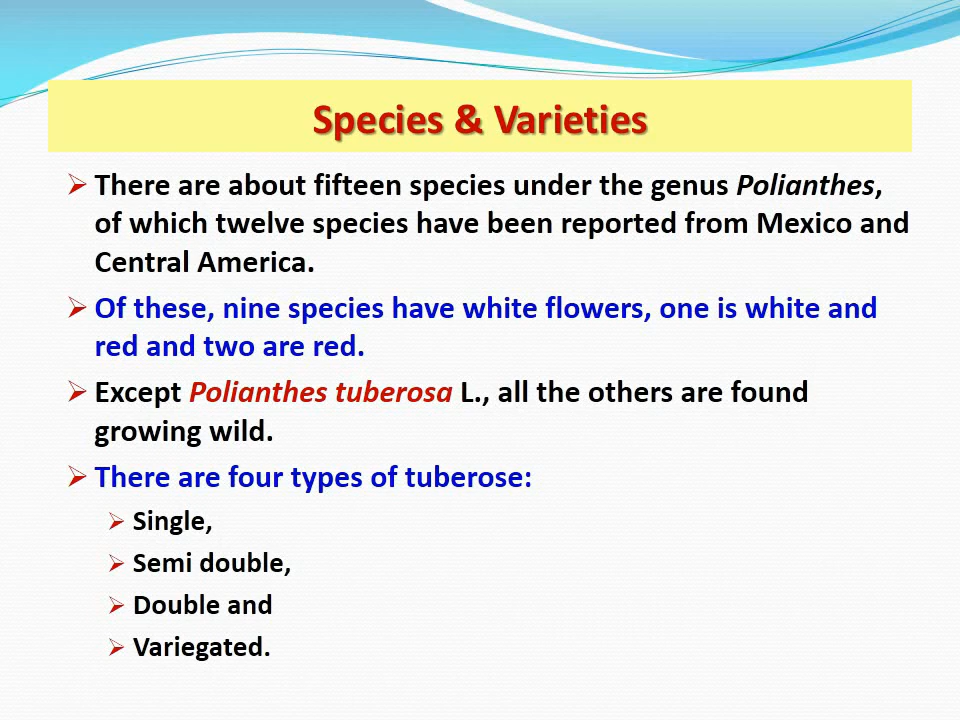 Species & Varieties
There are about fifteen species under the genus Polianthes,
of which twelve species have been reported from Mexico and
Central America.
Of these, nine species have white flowers, one is white and
red and two are red.
Except Polianthes tuberosa L., all the others are found
growing wild.
There are four types of tuberose:
Single,
Semi double,
Double and
Variegated.